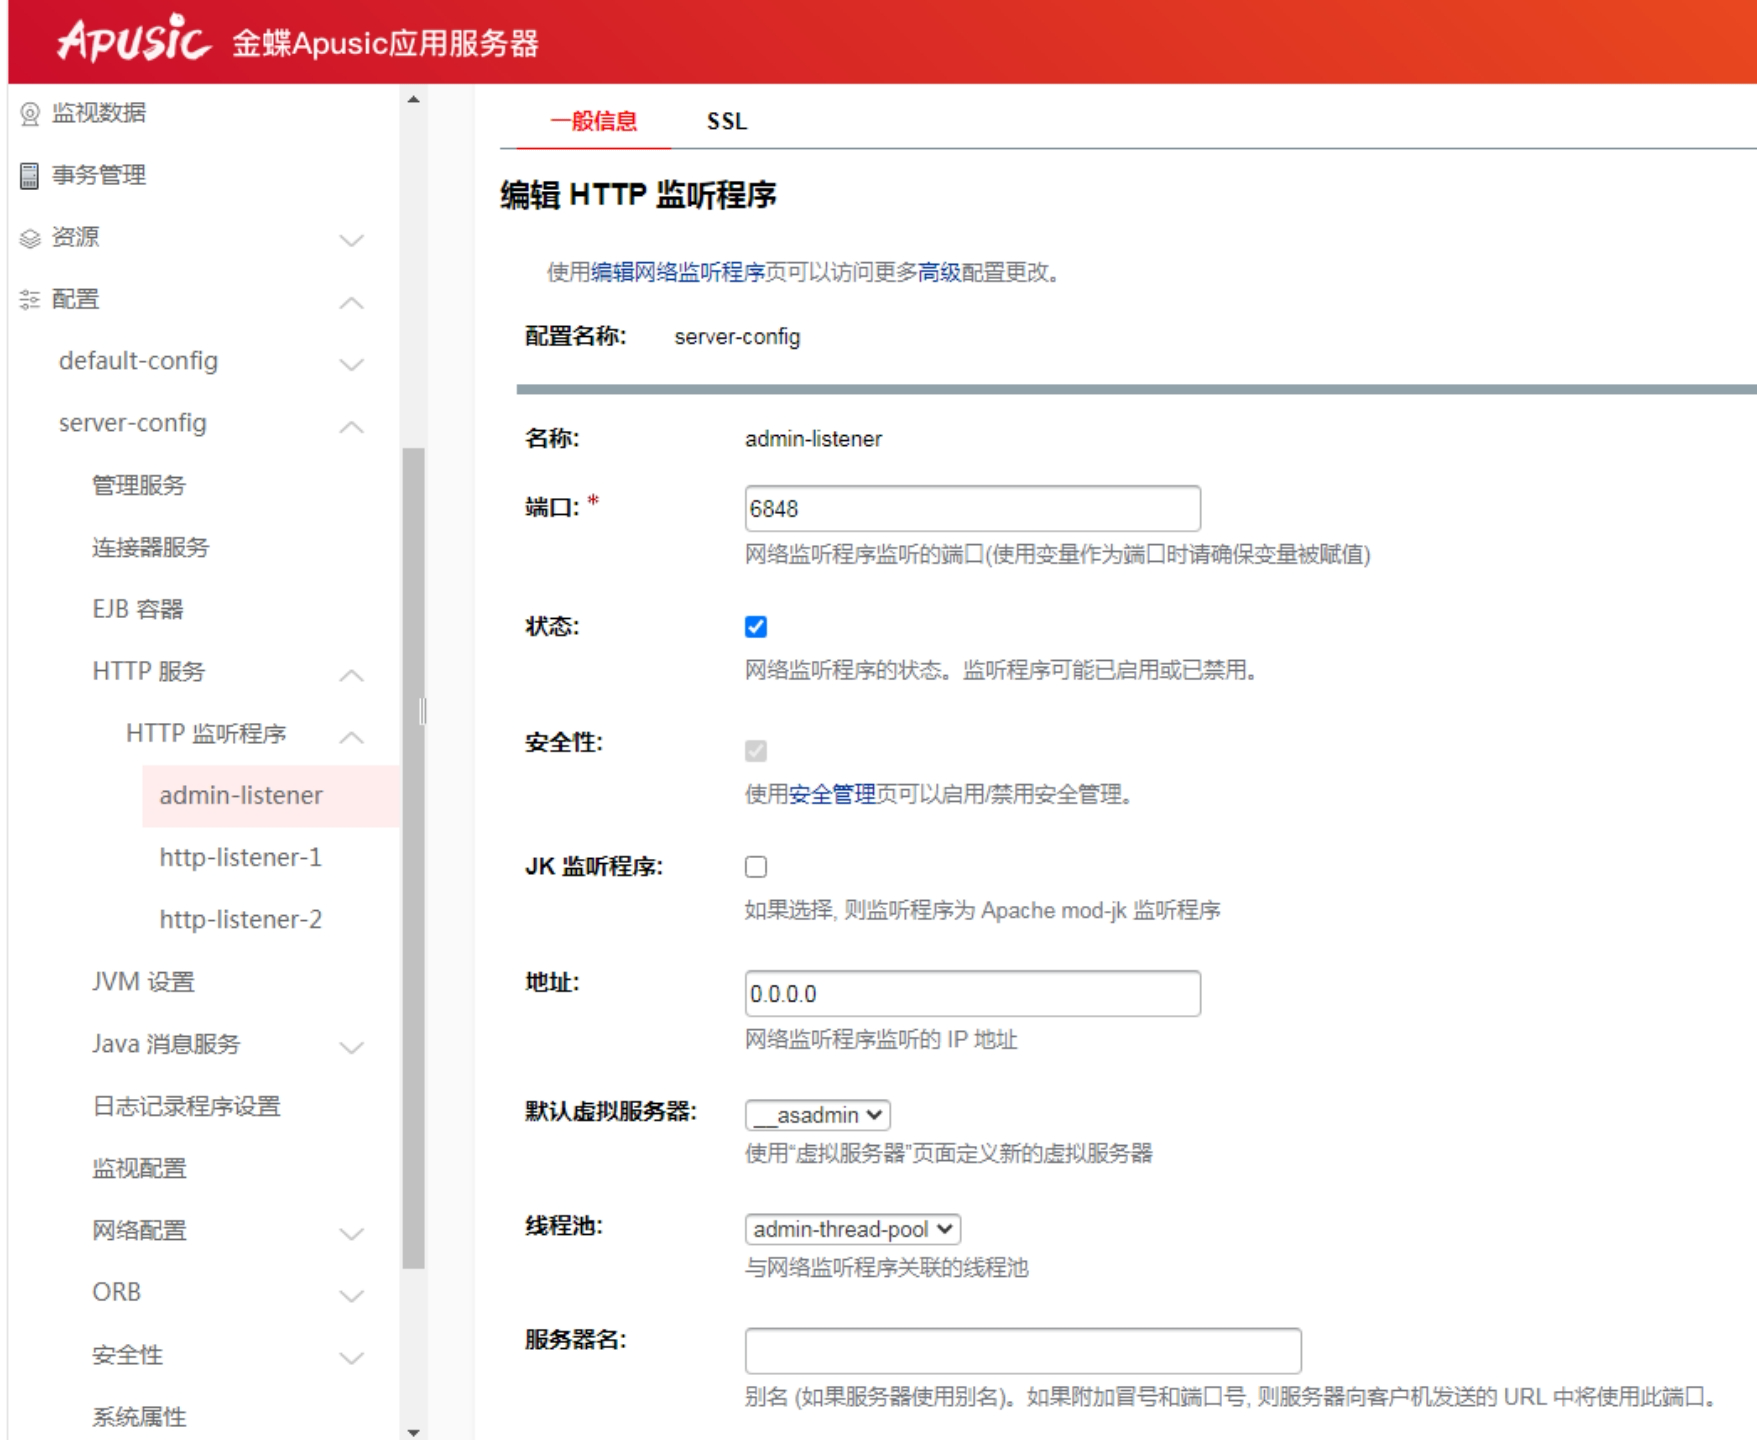 APUSIC 金蝶Apusic应用服务器
监视数据
事务管理
资源
配置
default-config
server-config
管理服务
连接器服务
EJB 容器
HTTP 服务
HTTP 监听程序
admin-listener
http-listener-1
http-listener-2
JVM 设置
Java 消息服务
日志记录程序设置
监视配置
网络配置
ORB
安全性
系统属性
一般信息 SSL
编辑 HTTP 监听程序
使用编辑网络监听程序页可以访问更多高级配置更改。
配置名称: server-config
名称: admin-listener
端口: * 6848
网络监听程序监听的端口(使用变量作为端口时请确保变量被赋值)
状态:
网络监听程序的状态。监听程序可能已启用或已禁用。
安全性:
使用安全管理页可以启用/禁用安全管理。
JK 监听程序:
如果选择, 则监听程序为 Apache mod-jk 监听程序
地址: 0.0.0.0
网络监听程序监听的 IP 地址
默认虚拟服务器: __asadmin
使用“虚拟服务器”页面定义新的虚拟服务器
线程池: admin-thread-pool
与网络监听程序关联的线程池
服务器名:
别名 (如果服务器使用别名)。如果附加冒号和端口号, 则服务器向客户机发送的 URL 中将使用此端口。